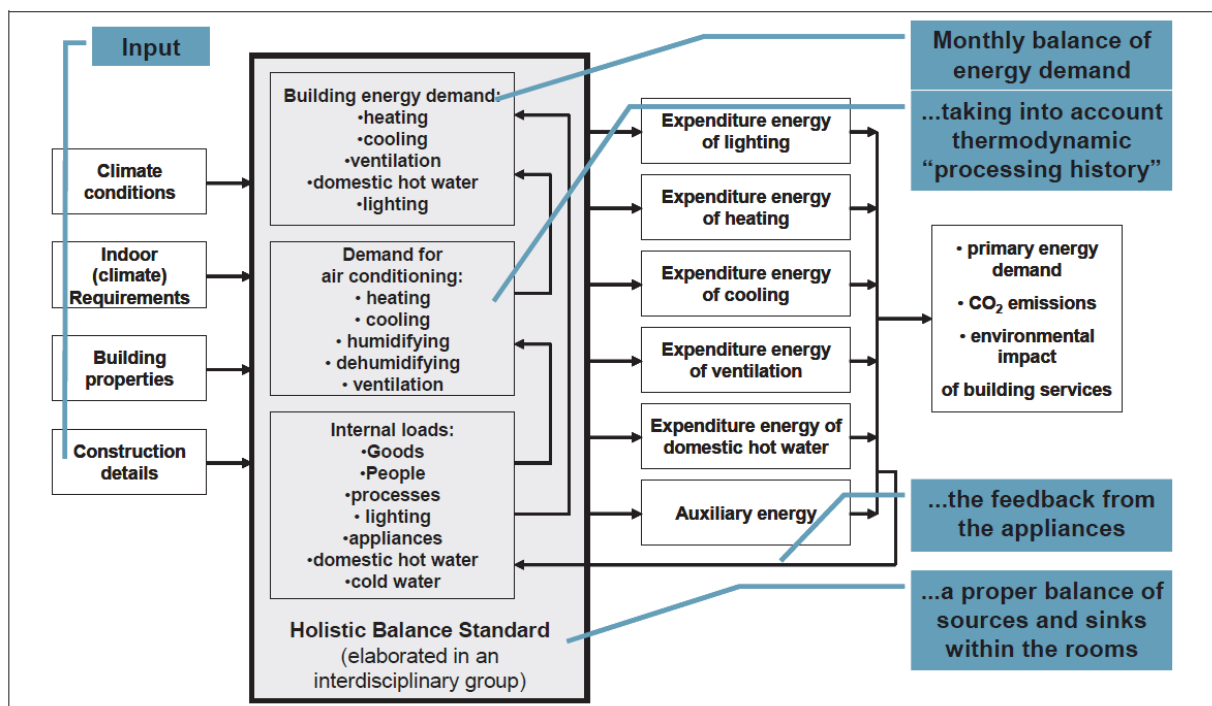 Input
Climate
conditions
Indoor
(climate)
Requirements
Building
properties
Construction
details
Building energy demand:
•heating
•cooling
•ventilation
•domestic hot water
•lighting
Demand for
air conditioning:
• heating
• cooling
• humidifying
• dehumidifying
• ventilation
Internal loads:
•Goods
•People
•processes
• lighting
•appliances
•domestic hot water
•cold water
Holistic Balance Standard
(elaborated in an
interdisciplinary group)
Expenditure energy
of lighting
Expenditure energy
of heating
Expenditure energy
of cooling
Expenditure energy
of ventilation
Expenditure energy of
domestic hot water
Auxiliary energy
Monthly balance of
energy demand
...taking into account
thermodynamic
“processing history”
• primary energy
demand
• CO₂ emissions
• environmental
impact
of building services
...the feedback from
the appliances
...a proper balance of
sources and sinks
within the rooms